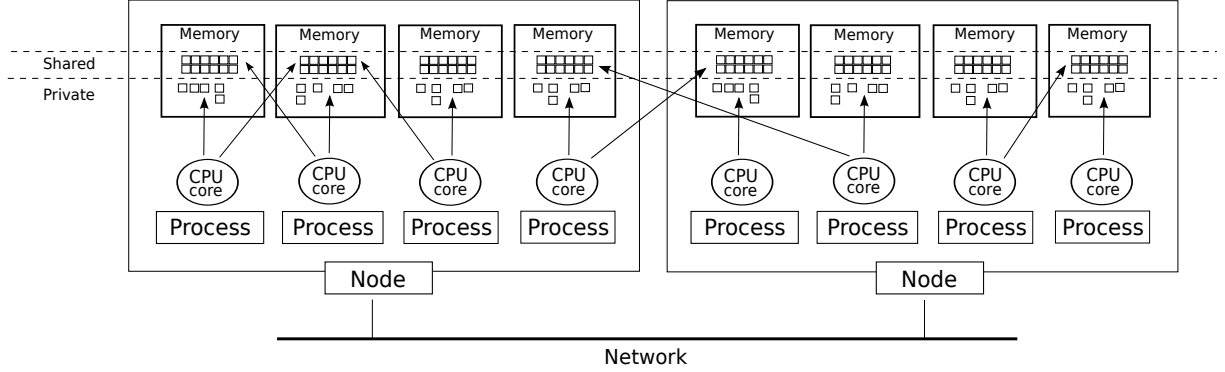 Memory Memory Memory Memory Memory Memory Memory Memory
Shared
Private
CPU CPU CPU CPU CPU CPU CPU CPU
core core core core core core core core
Process Process Process Process Process Process Process Process
Node Node
Network